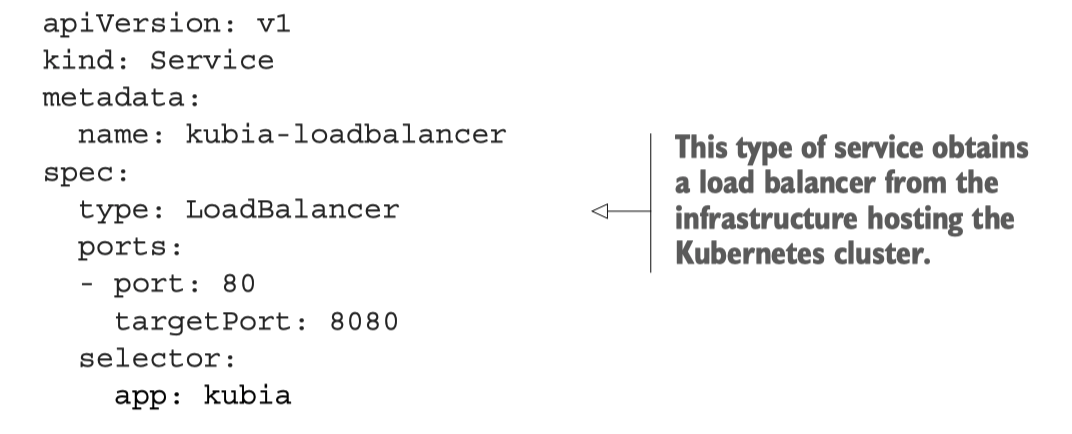 apiVersion: v1
kind: Service
metadata:
  name: kubia-loadbalancer
spec:
  type: LoadBalancer
  ports:
  - port: 80
    targetPort: 8080
  selector:
    app: kubia
This type of service obtains
a load balancer from the
infrastructure hosting the
Kubernetes cluster.